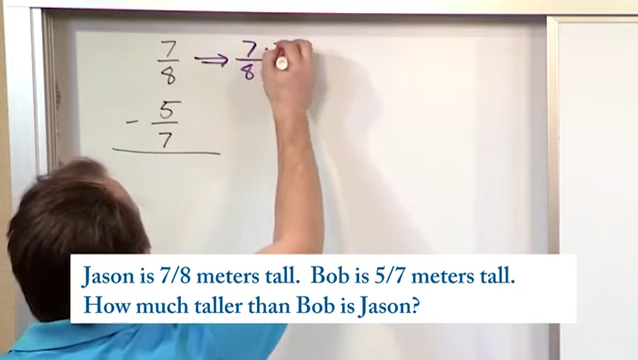 7/8 → 7/8 ·
- 5/7
Jason is 7/8 meters tall. Bob is 5/7 meters tall.
How much taller than Bob is Jason?